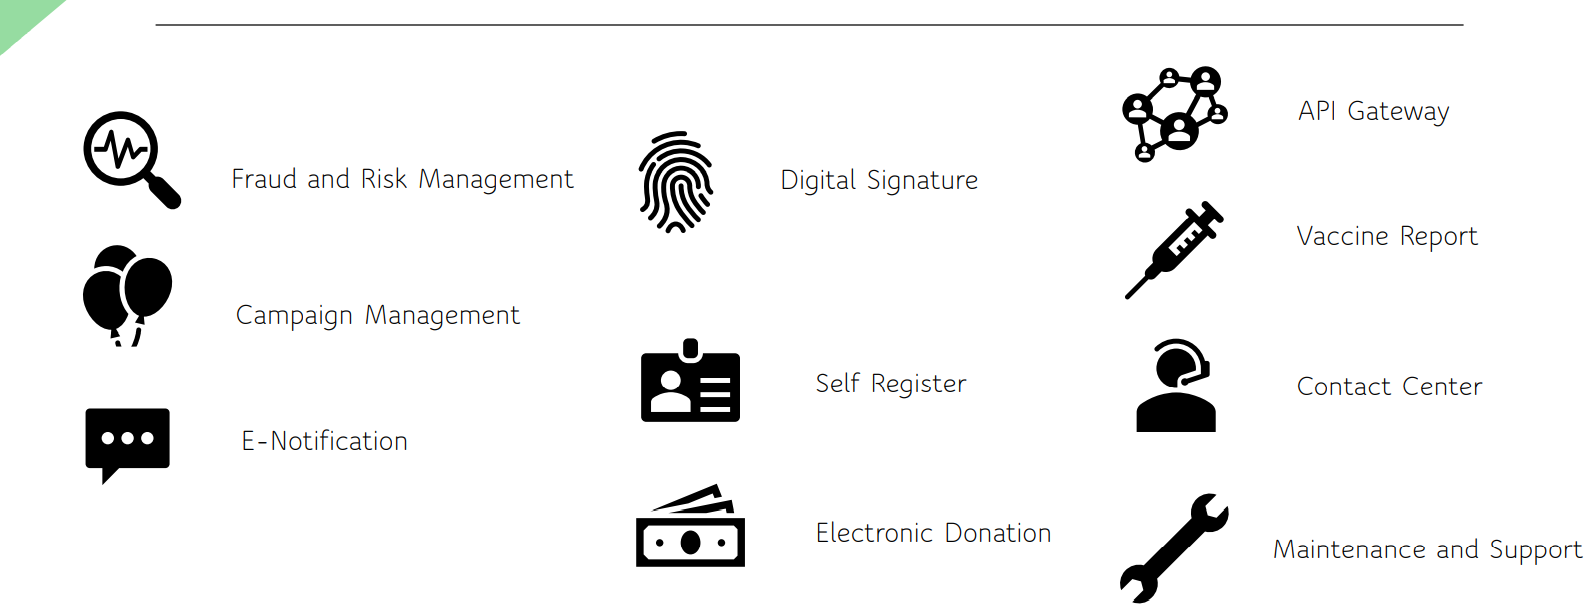 Fraud and Risk Management
Campaign Management
E-Notification
Digital Signature
Self Register
Electronic Donation
API Gateway
Vaccine Report
Contact Center
Maintenance and Support